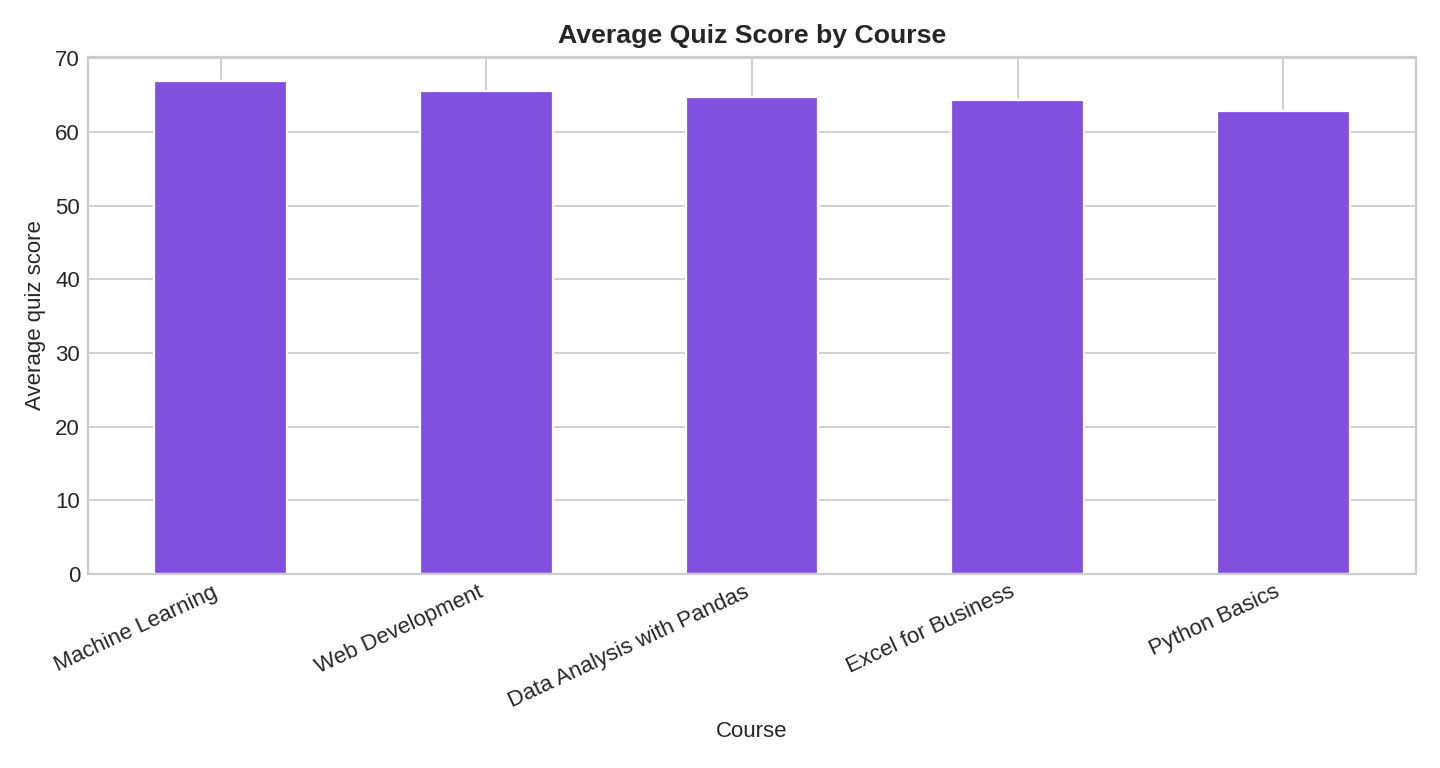 Average Quiz Score by Course
70
60
50
40
30
20
10
0
Average quiz score
Machine Learning
Web Development
Data Analysis with Pandas
Excel for Business
Python Basics
Course